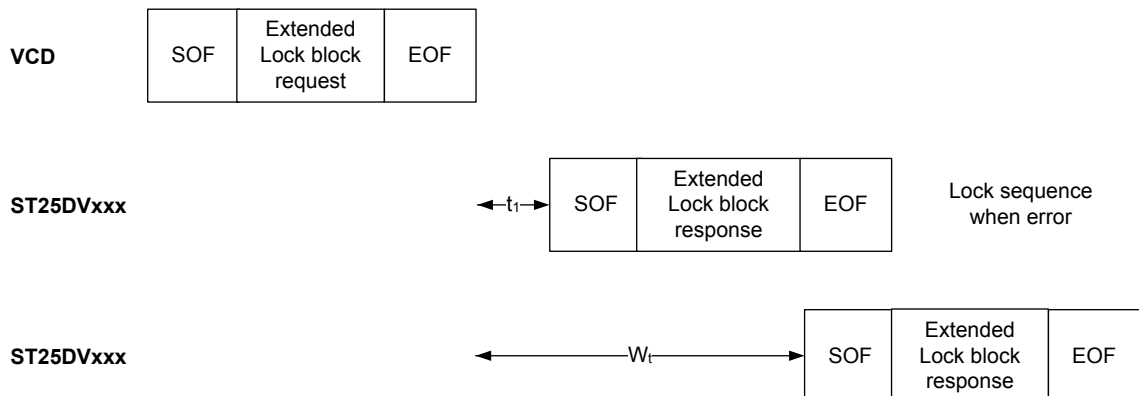 VCD
SOF
Extended
Lock block
request
EOF
ST25DVxxx
t1
SOF
Extended
Lock block
response
EOF
Lock sequence
when error
ST25DVxxx
Wt
SOF
Extended
Lock block
response
EOF